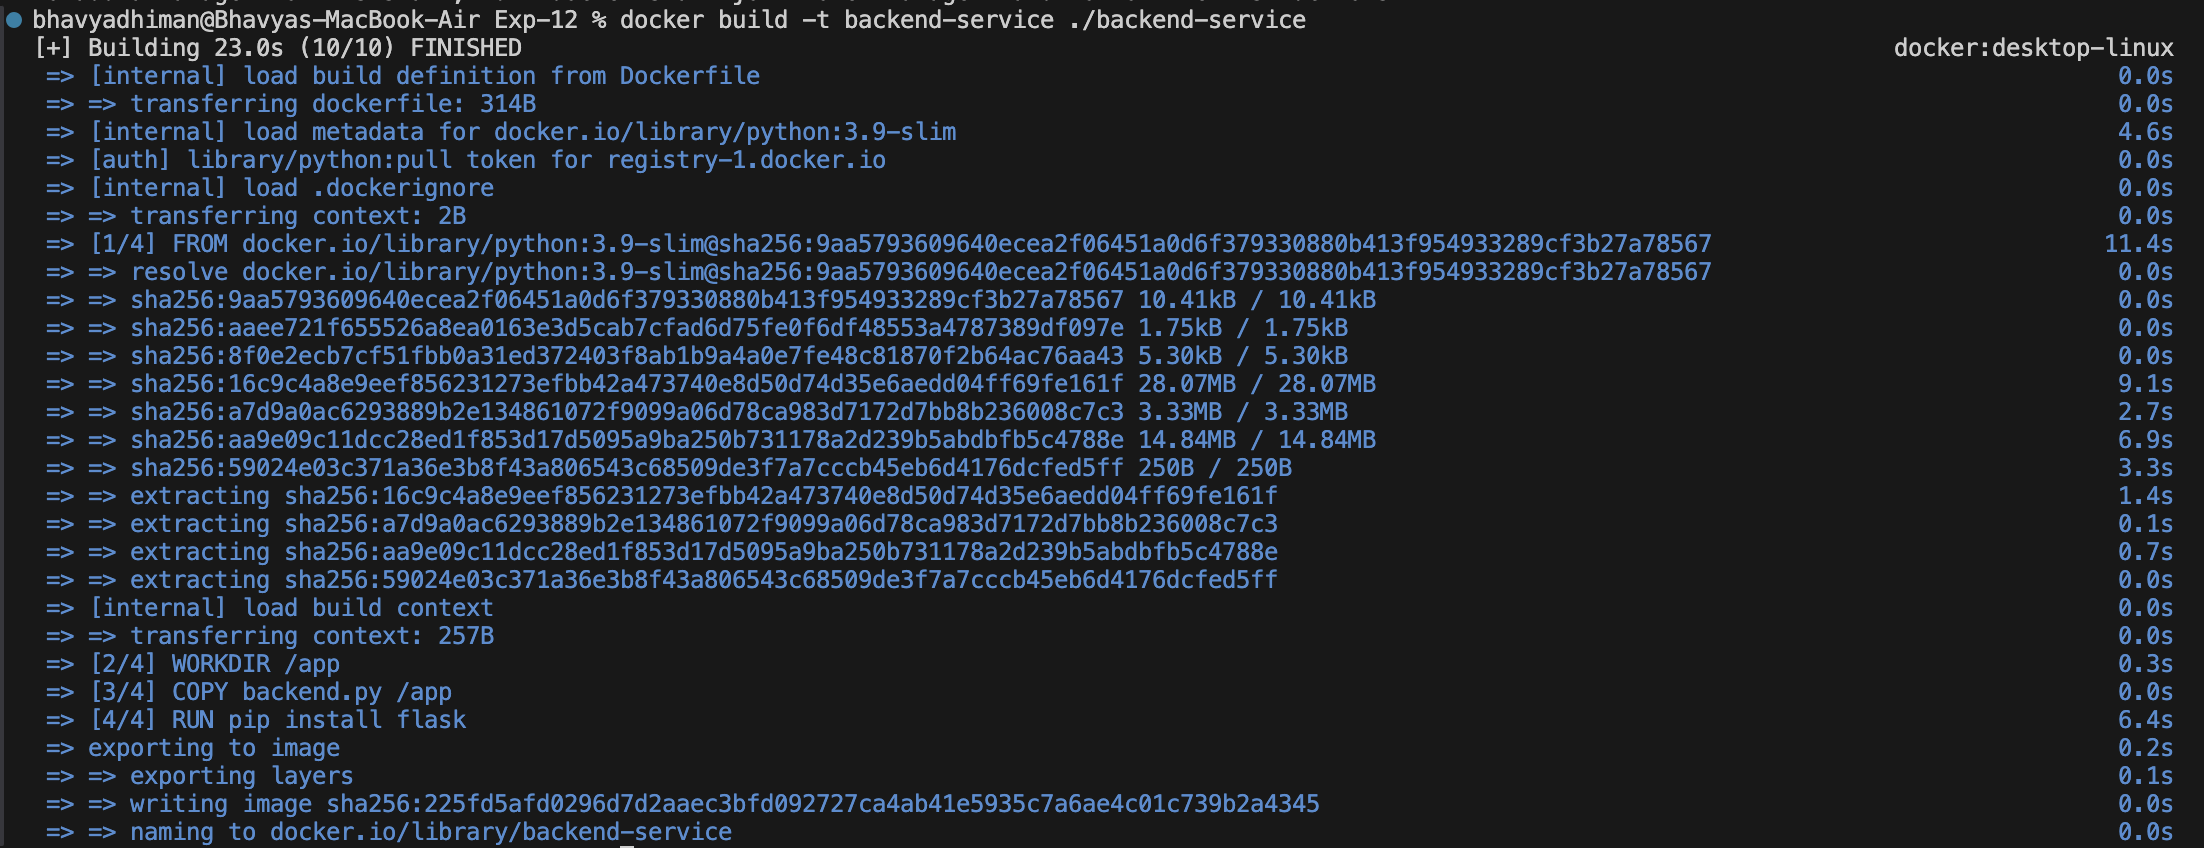 bhavyadhiman@Bhavyas-MacBook-Air Exp-12 % docker build -t backend-service ./backend-service
[+] Building 23.0s (10/10) FINISHED docker:desktop-linux
=> [internal] load build definition from Dockerfile 0.0s
=> => transferring dockerfile: 314B 0.0s
=> [internal] load metadata for docker.io/library/python:3.9-slim 4.6s
=> [auth] library/python:pull token for registry-1.docker.io 0.0s
=> [internal] load .dockerignore 0.0s
=> => transferring context: 2B 0.0s
=> [1/4] FROM docker.io/library/python:3.9-slim@sha256:9aa5793609640ecea2f06451a0d6f379330880b413f954933289cf3b27a78567 11.4s
=> => resolve docker.io/library/python:3.9-slim@sha256:9aa5793609640ecea2f06451a0d6f379330880b413f954933289cf3b27a78567 0.0s
=> => sha256:9aa5793609640ecea2f06451a0d6f379330880b413f954933289cf3b27a78567 10.41kB / 10.41kB 0.0s
=> => sha256:aaee721f655526a8ea0163e3d5cab7cfad6d75fe0f6df48553a4787389df097e 1.75kB / 1.75kB 0.0s
=> => sha256:8f0e2ecb7cf51fbb0a31ed372403f8ab1b9a4a0e7fe48c81870f2b64ac76aa43 5.30kB / 5.30kB 0.0s
=> => sha256:16c9c4a8e9eef856231273efbb42a473740e8d50d74d35e6aedd04ff69fe161f 28.07MB / 28.07MB 9.1s
=> => sha256:a7d9a0ac6293889b2e134861072f9099a06d78ca983d7172d7bb8b236008c7c3 3.33MB / 3.33MB 2.7s
=> => sha256:aa9e09c11dcc28ed1f853d17d5095a9ba250b731178a2d239b5abdbfb5c4788e 14.84MB / 14.84MB 6.9s
=> => sha256:59024e03c371a36e3b8f43a806543c68509de3f7a7cccb45eb6d4176dcfed5ff 250B / 250B 3.3s
=> => extracting sha256:16c9c4a8e9eef856231273efbb42a473740e8d50d74d35e6aedd04ff69fe161f 1.4s
=> => extracting sha256:a7d9a0ac6293889b2e134861072f9099a06d78ca983d7172d7bb8b236008c7c3 0.1s
=> => extracting sha256:aa9e09c11dcc28ed1f853d17d5095a9ba250b731178a2d239b5abdbfb5c4788e 0.7s
=> => extracting sha256:59024e03c371a36e3b8f43a806543c68509de3f7a7cccb45eb6d4176dcfed5ff 0.0s
=> [internal] load build context 0.0s
=> => transferring context: 257B 0.0s
=> [2/4] WORKDIR /app 0.3s
=> [3/4] COPY backend.py /app 0.0s
=> [4/4] RUN pip install flask 6.4s
=> exporting to image 0.2s
=> => exporting layers 0.1s
=> => writing image sha256:225fd5afd0296d7d2aaec3bfd092727ca4ab41e5935c7a6ae4c01c739b2a4345 0.0s
=> => naming to docker.io/library/backend-service 0.0s